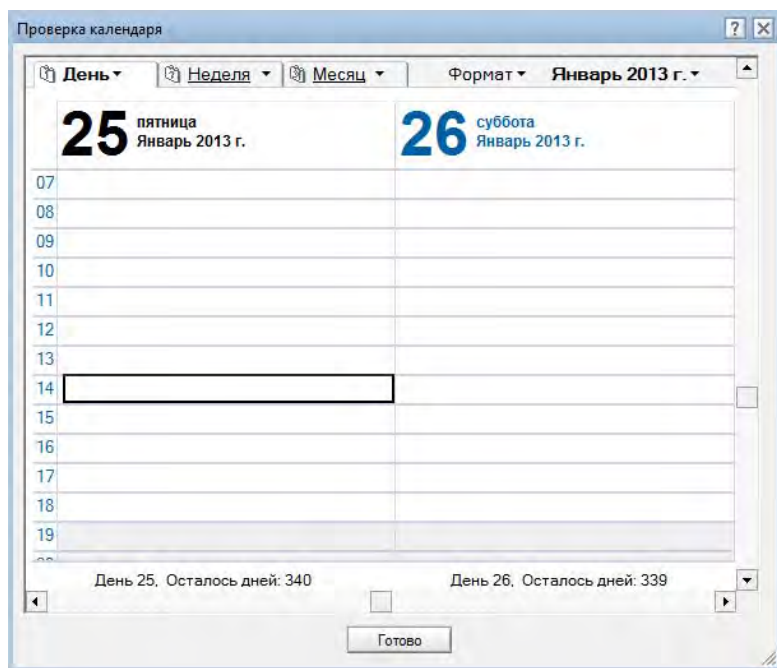 Проверка календаря
День Неделя Месяц Формат Январь 2013 г.
25 пятница
Январь 2013 г.
26 суббота
Январь 2013 г.
07
08
09
10
11
12
13
14
15
16
17
18
19
День 25, Осталось дней: 340
День 26, Осталось дней: 339
Готово